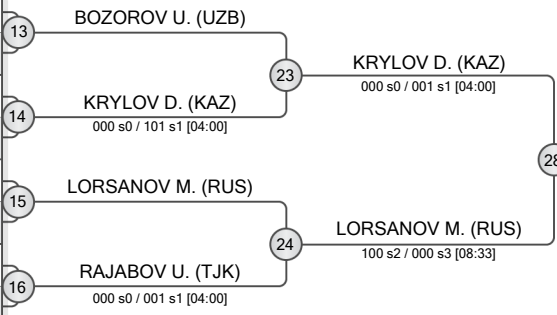 13
BOZOROV U. (UZB)
23
KRYLOV D. (KAZ)
000 s0 / 001 s1 [04:00]
14
KRYLOV D. (KAZ)
000 s0 / 101 s1 [04:00]
28
15
LORSANOV M. (RUS)
24
LORSANOV M. (RUS)
100 s2 / 000 s3 [08:33]
16
RAJABOV U. (TJK)
000 s0 / 001 s1 [04:00]